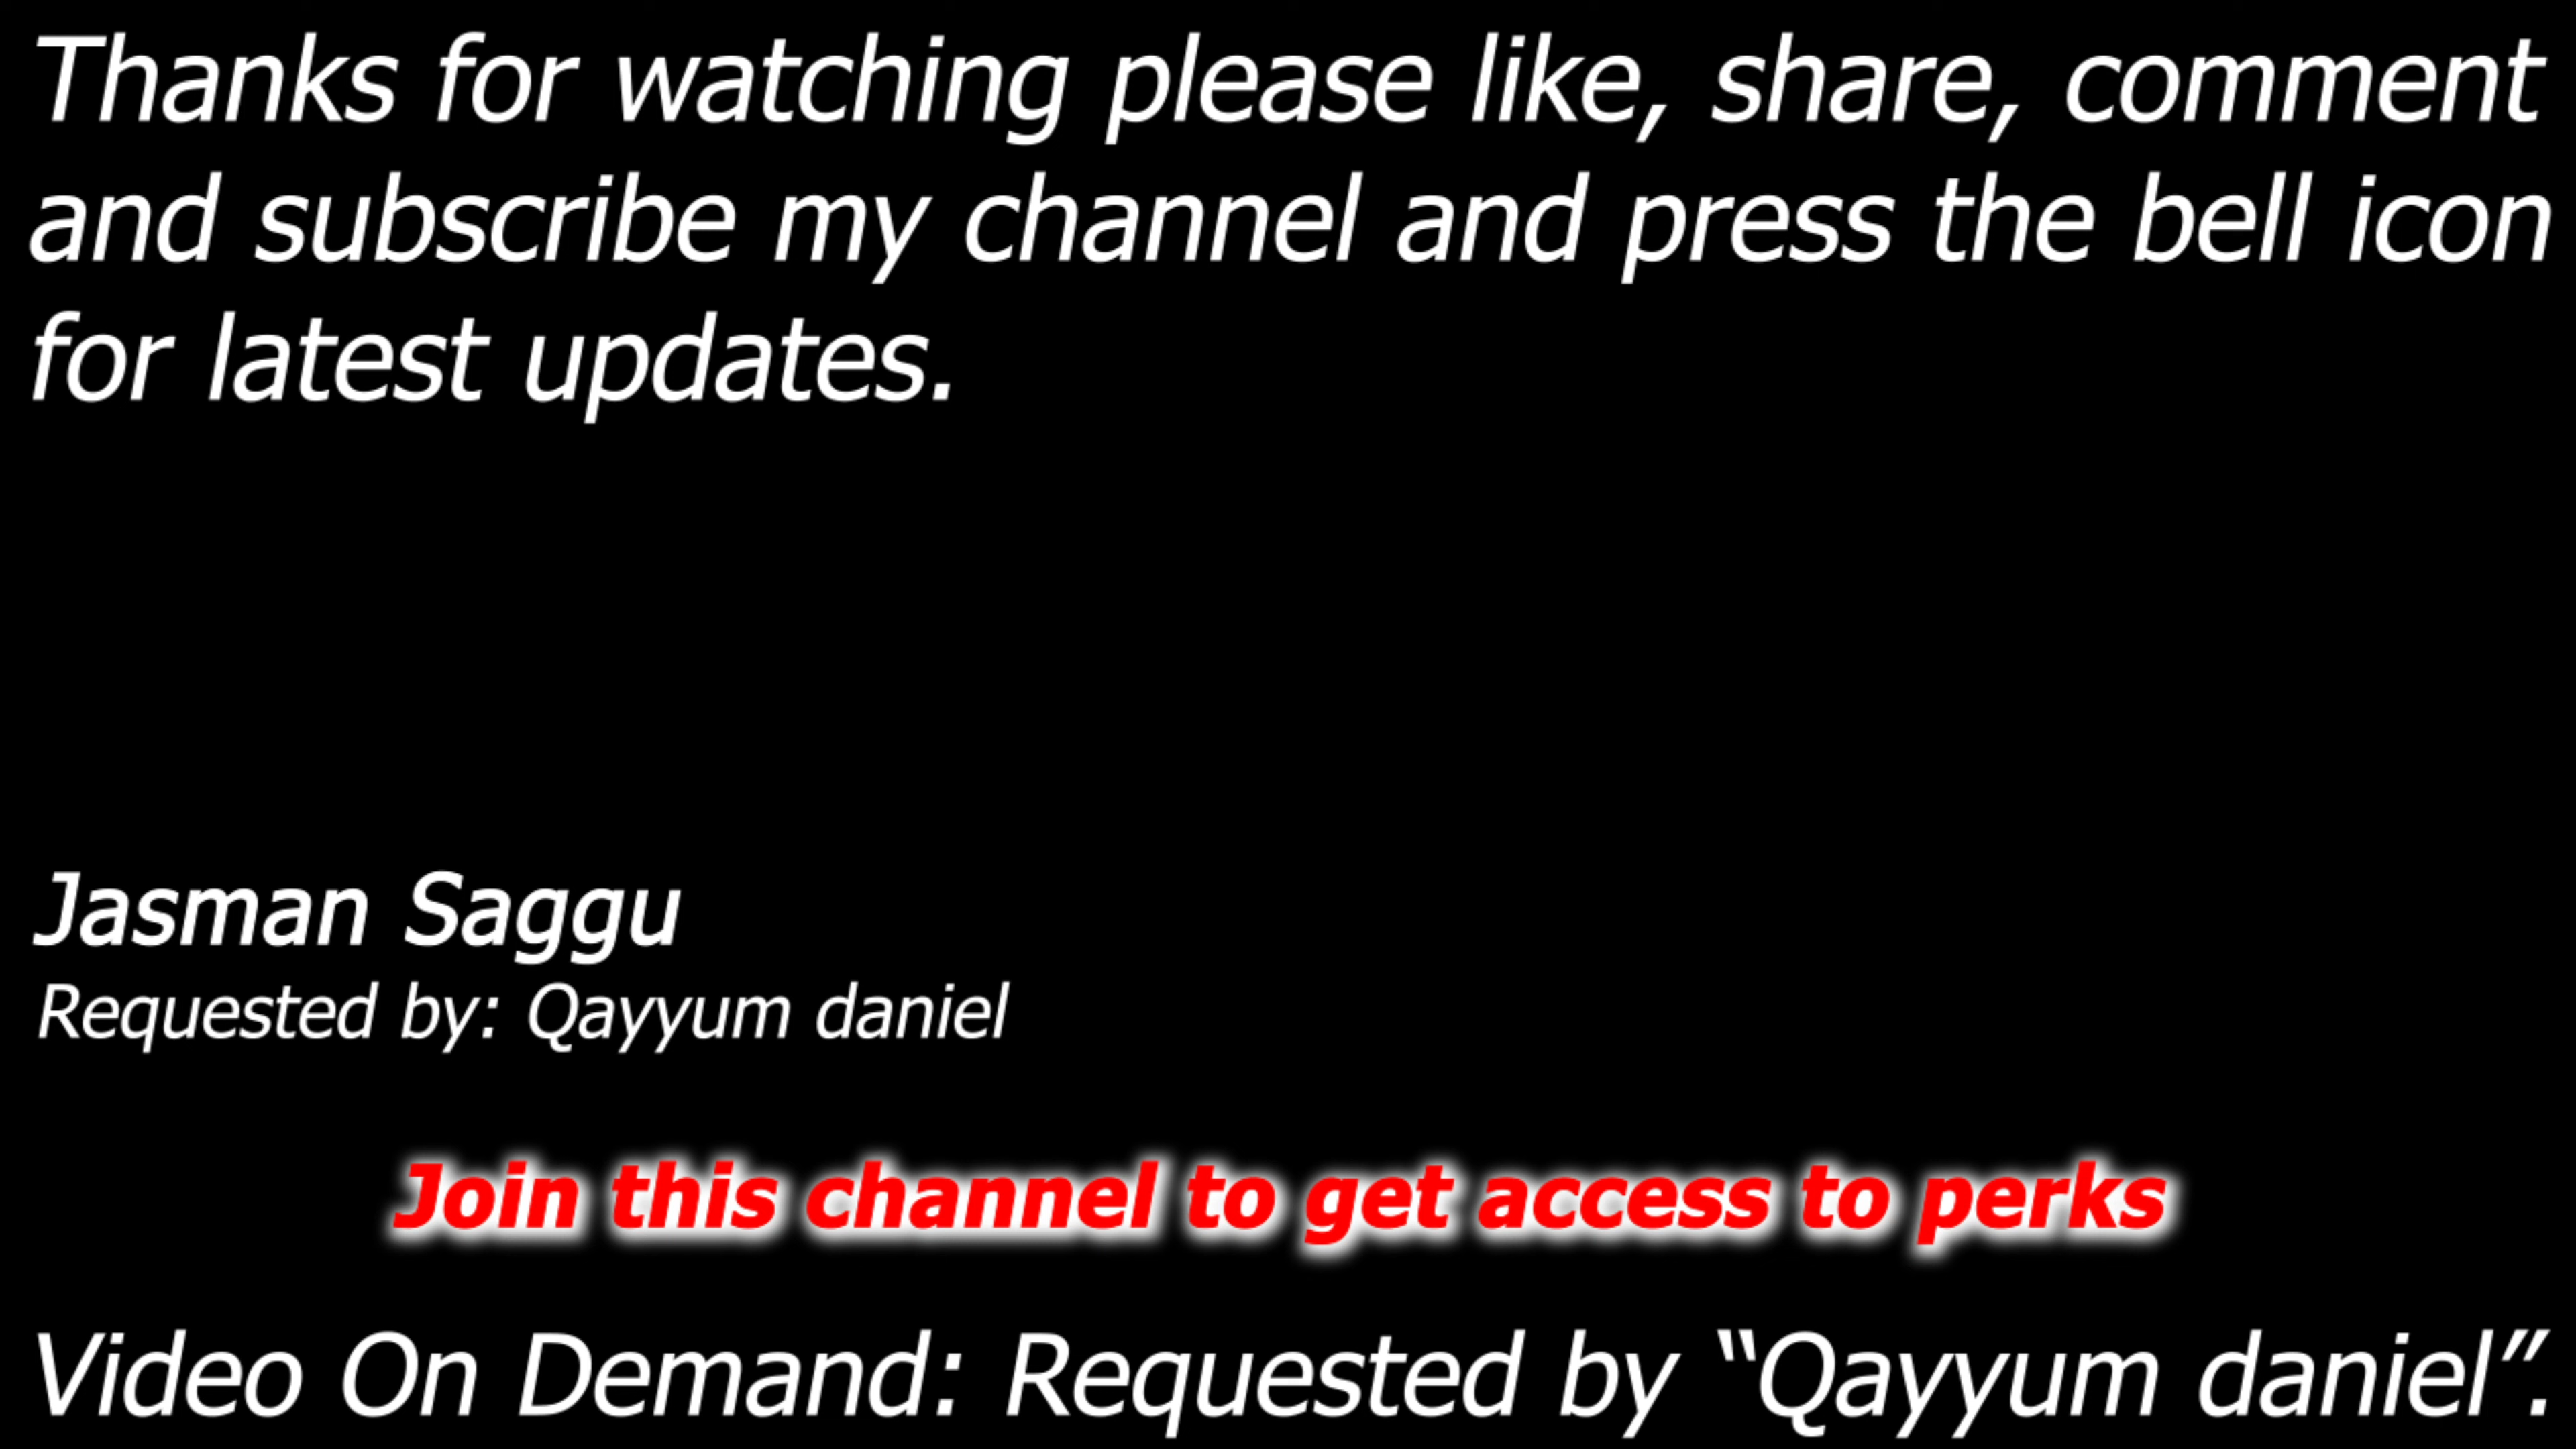 Thanks for watching please like, share, comment
and subscribe my channel and press the bell icon
for latest updates.
Jasman Saggu
Requested by: Qayyum daniel
Join this channel to get access to perks
Video On Demand: Requested by “Qayyum daniel”.